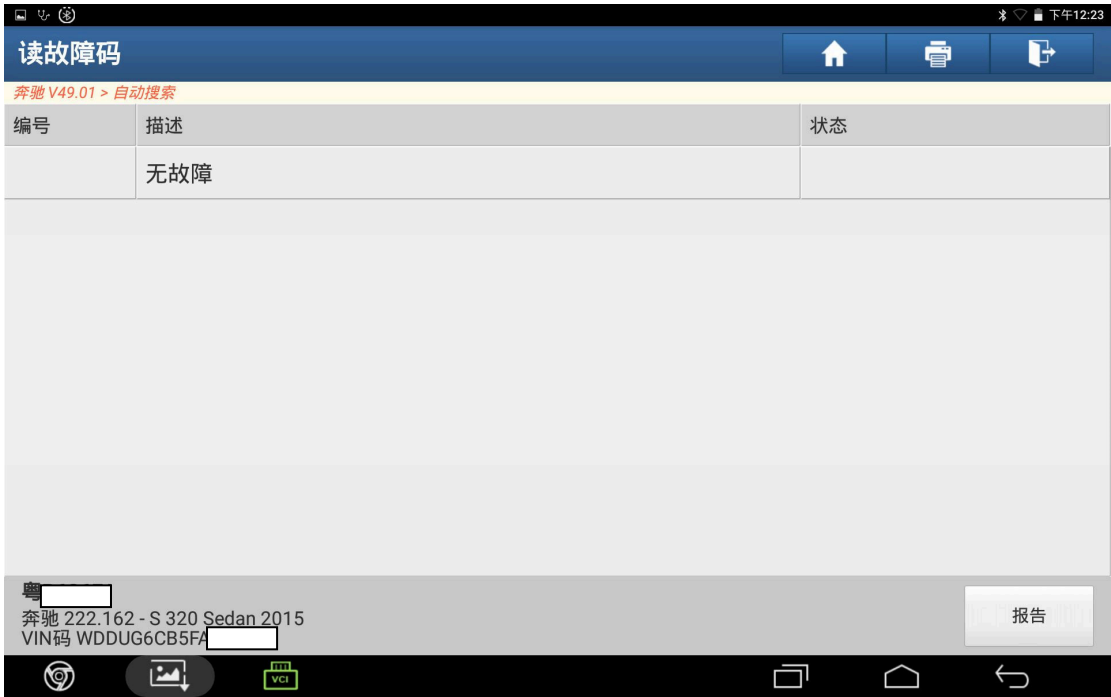 下午12:23
读故障码
奔驰 V49.01 > 自动搜索
编号 描述 状态
无故障
粤
奔驰 222.162 - S 320 Sedan 2015
VIN码 WDDUG6CB5FA
报告
VCI